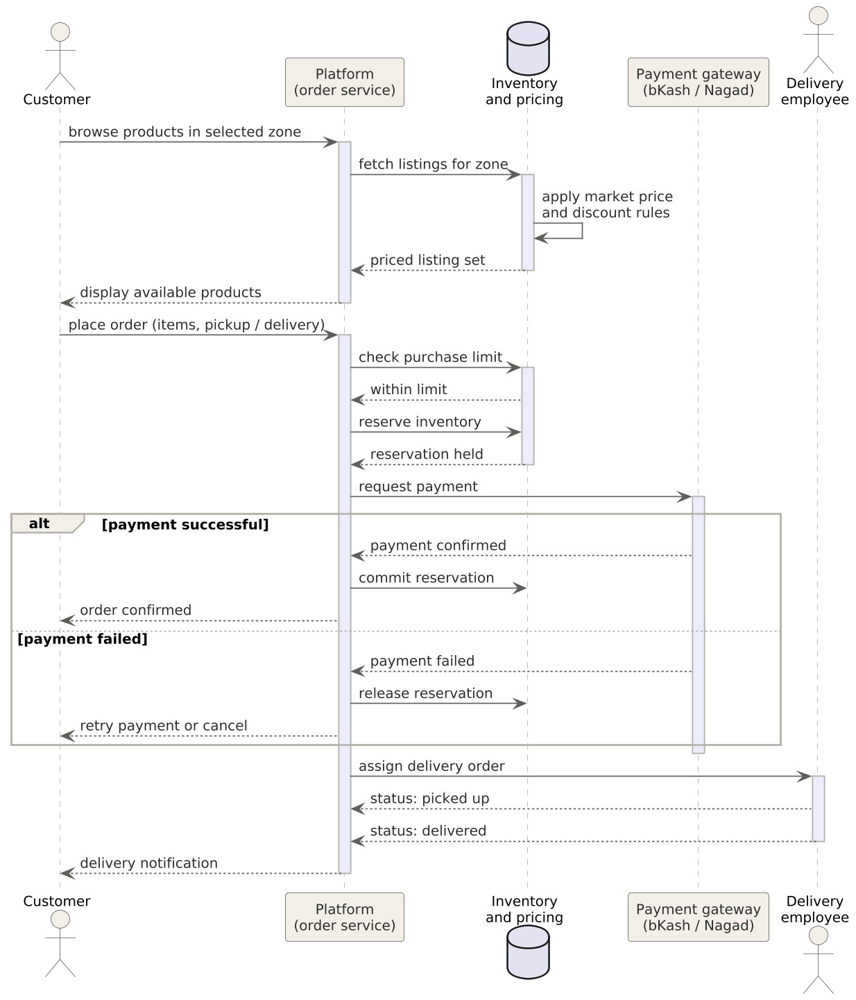 Customer
Platform
(order service)
Inventory
and pricing
Payment gateway
(bKash / Nagad)
Delivery
employee
browse products in selected zone
fetch listings for zone
apply market price
and discount rules
priced listing set
display available products
place order (items, pickup / delivery)
check purchase limit
within limit
reserve inventory
reservation held
request payment
alt
[payment successful]
payment confirmed
commit reservation
order confirmed
[payment failed]
payment failed
release reservation
retry payment or cancel
assign delivery order
status: picked up
status: delivered
delivery notification
Customer
Platform
(order service)
Inventory
and pricing
Payment gateway
(bKash / Nagad)
Delivery
employee